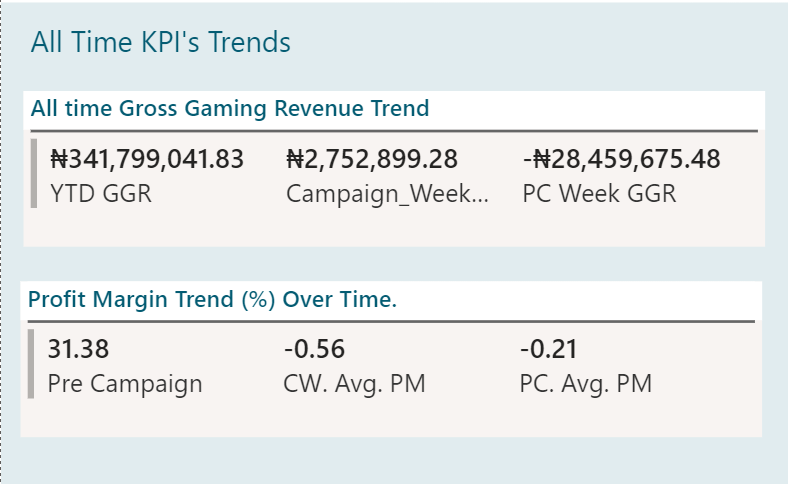 All Time KPI's Trends
All time Gross Gaming Revenue Trend
₦341,799,041.83 ₦2,752,899.28 -₦28,459,675.48
YTD GGR Campaign_Week... PC Week GGR
Profit Margin Trend (%) Over Time.
31.38 -0.56 -0.21
Pre Campaign CW. Avg. PM PC. Avg. PM